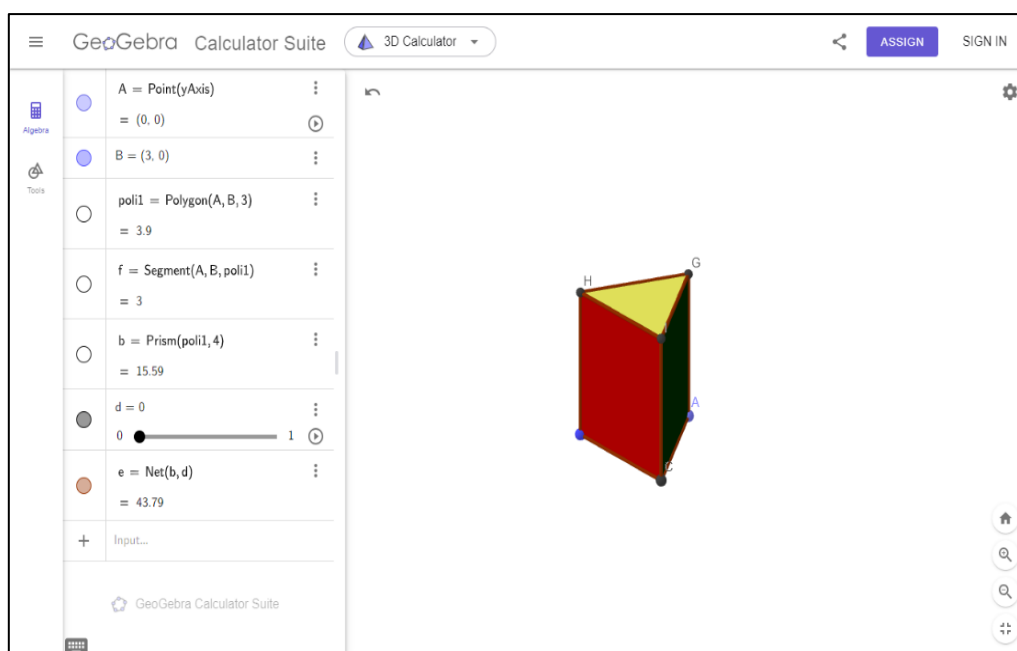 GeoGebra Calculator Suite 3D Calculator ASSIGN SIGN IN
Algebra
Tools
A = Point(yAxis)
= (0, 0)
B = (3, 0)
poli1 = Polygon(A, B, 3)
= 3.9
f = Segment(A, B, poli1)
= 3
b = Prism(poli1, 4)
= 15.59
d = 0
0 1
e = Net(b, d)
= 43.79
+ Input...
GeoGebra Calculator Suite
G
H
A
C